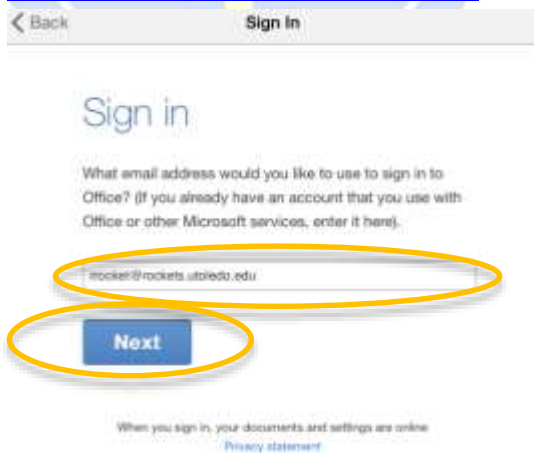 Back
Sign In
Sign in
What email address would you like to use to sign in to
Office? (If you already have an account that you use with
Office or other Microsoft services, enter it here).
rrocket@rockets.utoledo.edu
Next
When you sign in, your documents and settings are online
Privacy statement